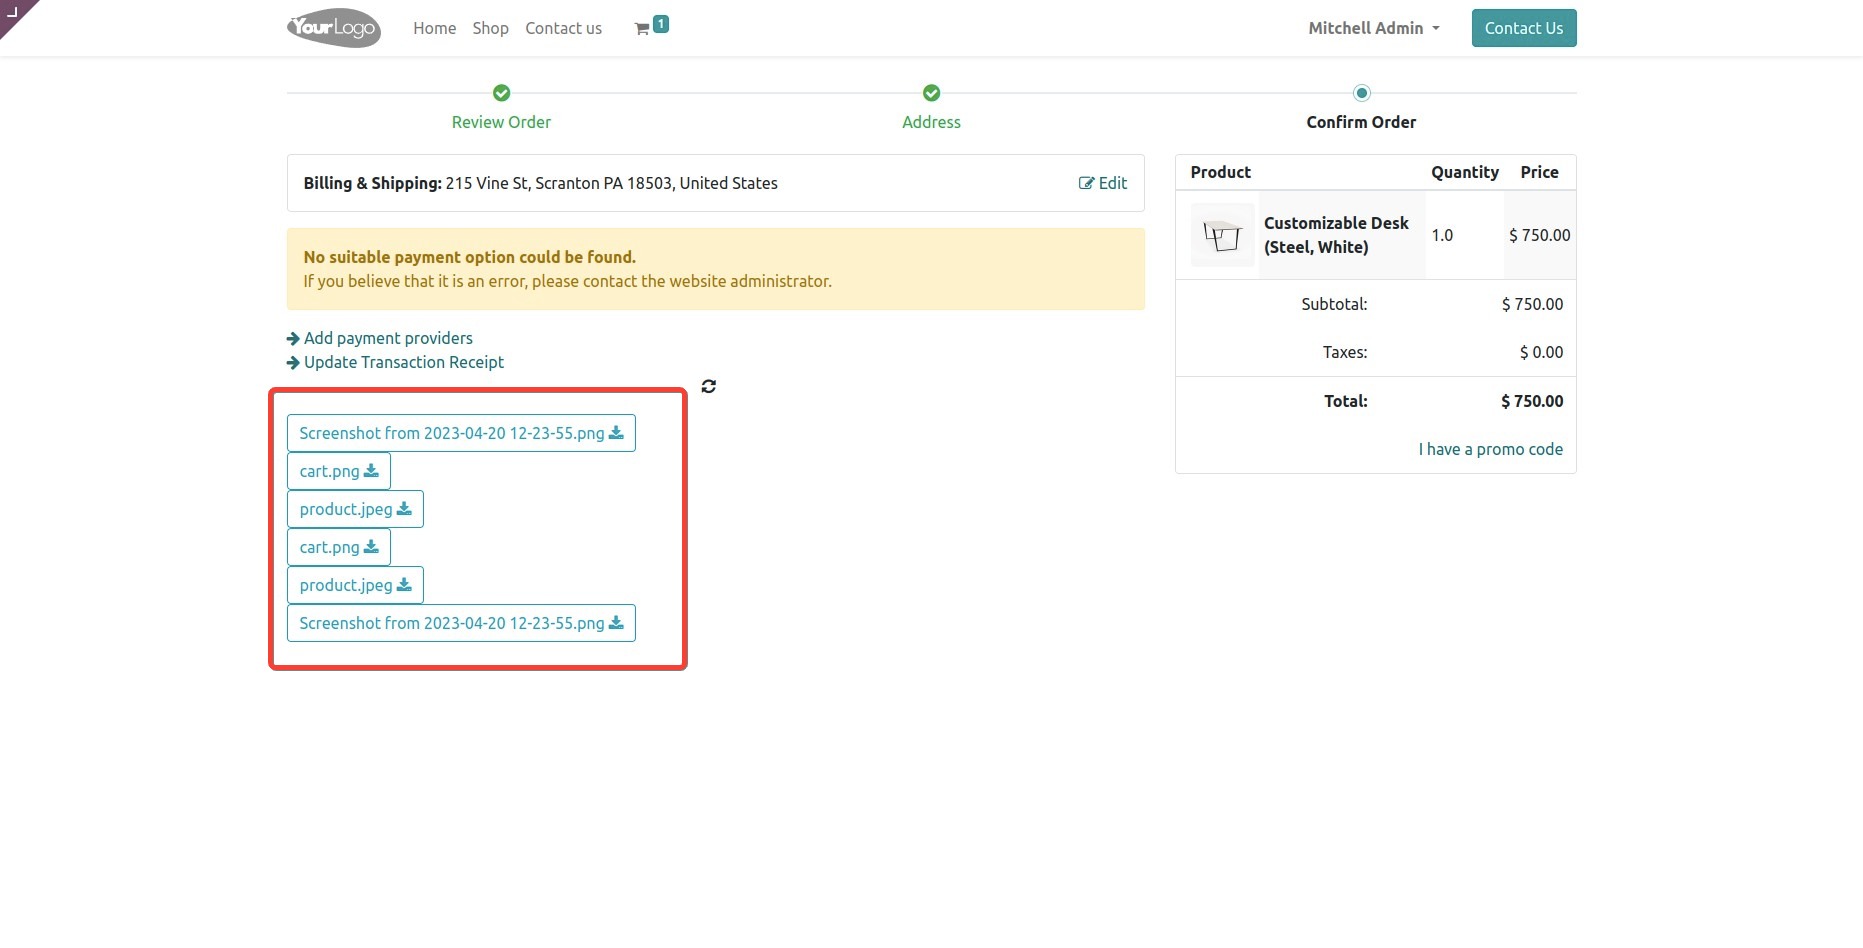 YourLogo
Home Shop Contact us 1
Mitchell Admin
Contact Us
Review Order
Address
Confirm Order
Billing & Shipping: 215 Vine St, Scranton PA 18503, United States
Edit
No suitable payment option could be found.
If you believe that it is an error, please contact the website administrator.
Add payment providers
Update Transaction Receipt
Screenshot from 2023-04-20 12-23-55.png
cart.png
product.jpeg
cart.png
product.jpeg
Screenshot from 2023-04-20 12-23-55.png
Product Quantity Price
Customizable Desk
(Steel, White)
1.0
$ 750.00
Subtotal: $ 750.00
Taxes: $ 0.00
Total: $ 750.00
I have a promo code